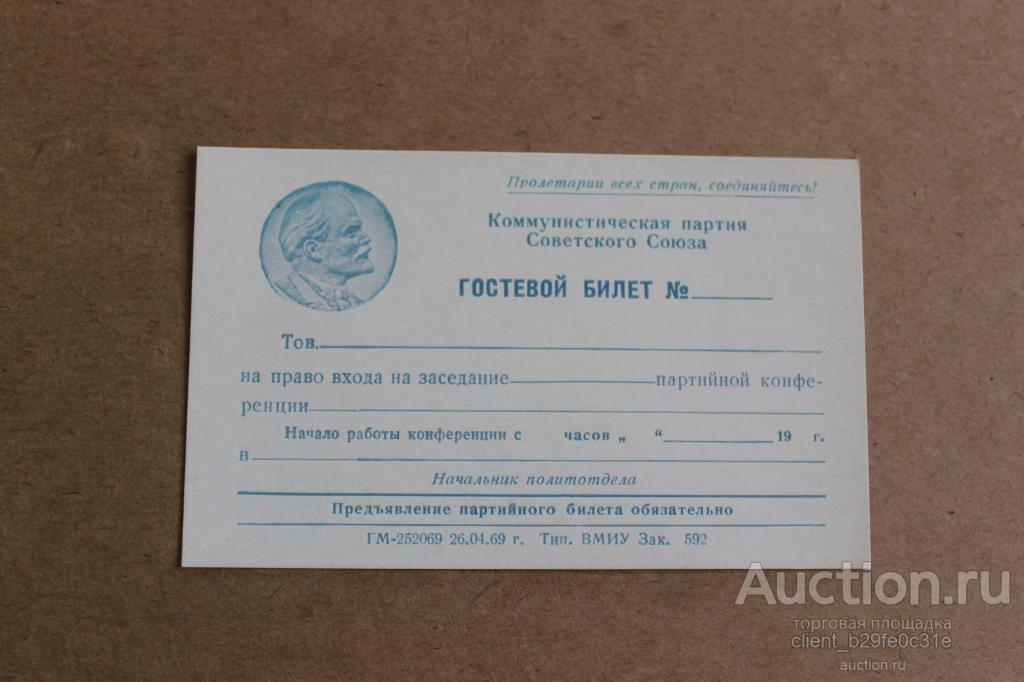 Пролетарии всех стран, соединяйтесь!
Коммунистическая партия
Советского Союза
ГОСТЕВОЙ БИЛЕТ №
Тов.
на право входа на заседание партийной конфе-
ренции
Начало работы конференции с часов „ “ 19 г.
в
Начальник политотдела
Предъявление партийного билета обязательно
ГМ-252069 26.04.69 г. Тип. ВМИУ Зак. 592
Auction.ru
торговая площадка
client_b29fe0c31e
auction.ru